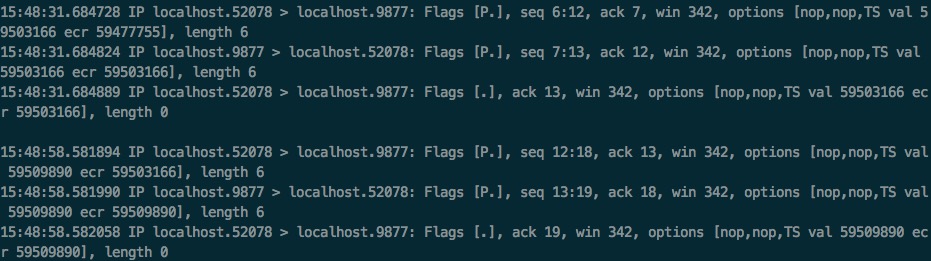 15:48:31.684728 IP localhost.52078 > localhost.9877: Flags [P.], seq 6:12, ack 7, win 342, options [nop,nop,TS val 5
9503166 ecr 59477755], length 6
15:48:31.684824 IP localhost.9877 > localhost.52078: Flags [P.], seq 7:13, ack 12, win 342, options [nop,nop,TS val
59503166 ecr 59503166], length 6
15:48:31.684889 IP localhost.52078 > localhost.9877: Flags [.], ack 13, win 342, options [nop,nop,TS val 59503166 ec
r 59503166], length 0

15:48:58.581894 IP localhost.52078 > localhost.9877: Flags [P.], seq 12:18, ack 13, win 342, options [nop,nop,TS val
 59509890 ecr 59503166], length 6
15:48:58.581990 IP localhost.9877 > localhost.52078: Flags [P.], seq 13:19, ack 18, win 342, options [nop,nop,TS val
 59509890 ecr 59509890], length 6
15:48:58.582058 IP localhost.52078 > localhost.9877: Flags [.], ack 19, win 342, options [nop,nop,TS val 59509890 ec
r 59509890], length 0